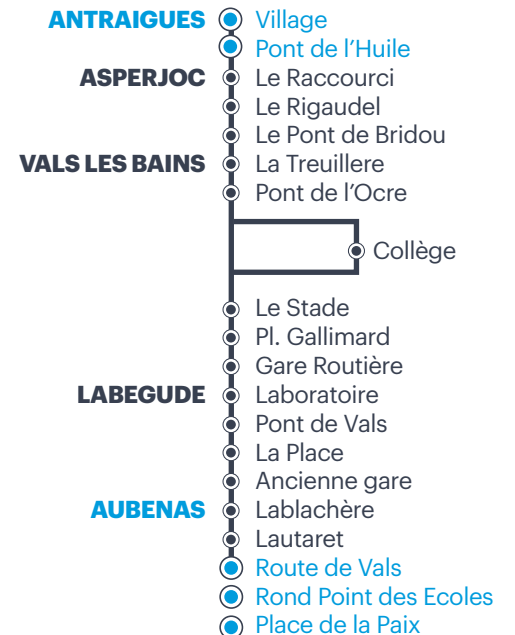 ANTRAIGUES Village
Pont de l'Huile
ASPERJOC Le Raccourci
Le Rigaudel
Le Pont de Bridou
VALS LES BAINS La Treuillere
Pont de l'Ocre
Collège
Le Stade
Pl. Gallimard
Gare Routière
LABEGUDE Laboratoire
Pont de Vals
La Place
Ancienne gare
AUBENAS Lablachère
Lautaret
Route de Vals
Rond Point des Ecoles
Place de la Paix